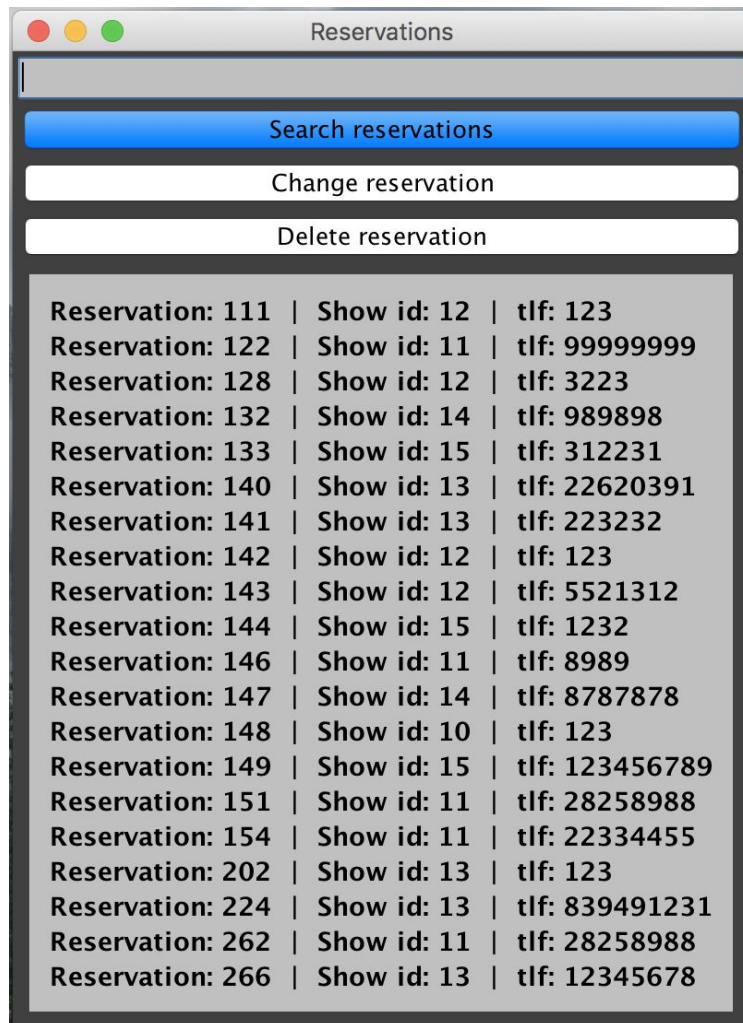 Reservations
Search reservations
Change reservation
Delete reservation
Reservation: 111 | Show id: 12 | tlf: 123
Reservation: 122 | Show id: 11 | tlf: 99999999
Reservation: 128 | Show id: 12 | tlf: 3223
Reservation: 132 | Show id: 14 | tlf: 989898
Reservation: 133 | Show id: 15 | tlf: 312231
Reservation: 140 | Show id: 13 | tlf: 22620391
Reservation: 141 | Show id: 13 | tlf: 223232
Reservation: 142 | Show id: 12 | tlf: 123
Reservation: 143 | Show id: 12 | tlf: 5521312
Reservation: 144 | Show id: 15 | tlf: 1232
Reservation: 146 | Show id: 11 | tlf: 8989
Reservation: 147 | Show id: 14 | tlf: 8787878
Reservation: 148 | Show id: 10 | tlf: 123
Reservation: 149 | Show id: 15 | tlf: 123456789
Reservation: 151 | Show id: 11 | tlf: 28258988
Reservation: 154 | Show id: 11 | tlf: 22334455
Reservation: 202 | Show id: 13 | tlf: 123
Reservation: 224 | Show id: 13 | tlf: 839491231
Reservation: 262 | Show id: 11 | tlf: 28258988
Reservation: 266 | Show id: 13 | tlf: 12345678